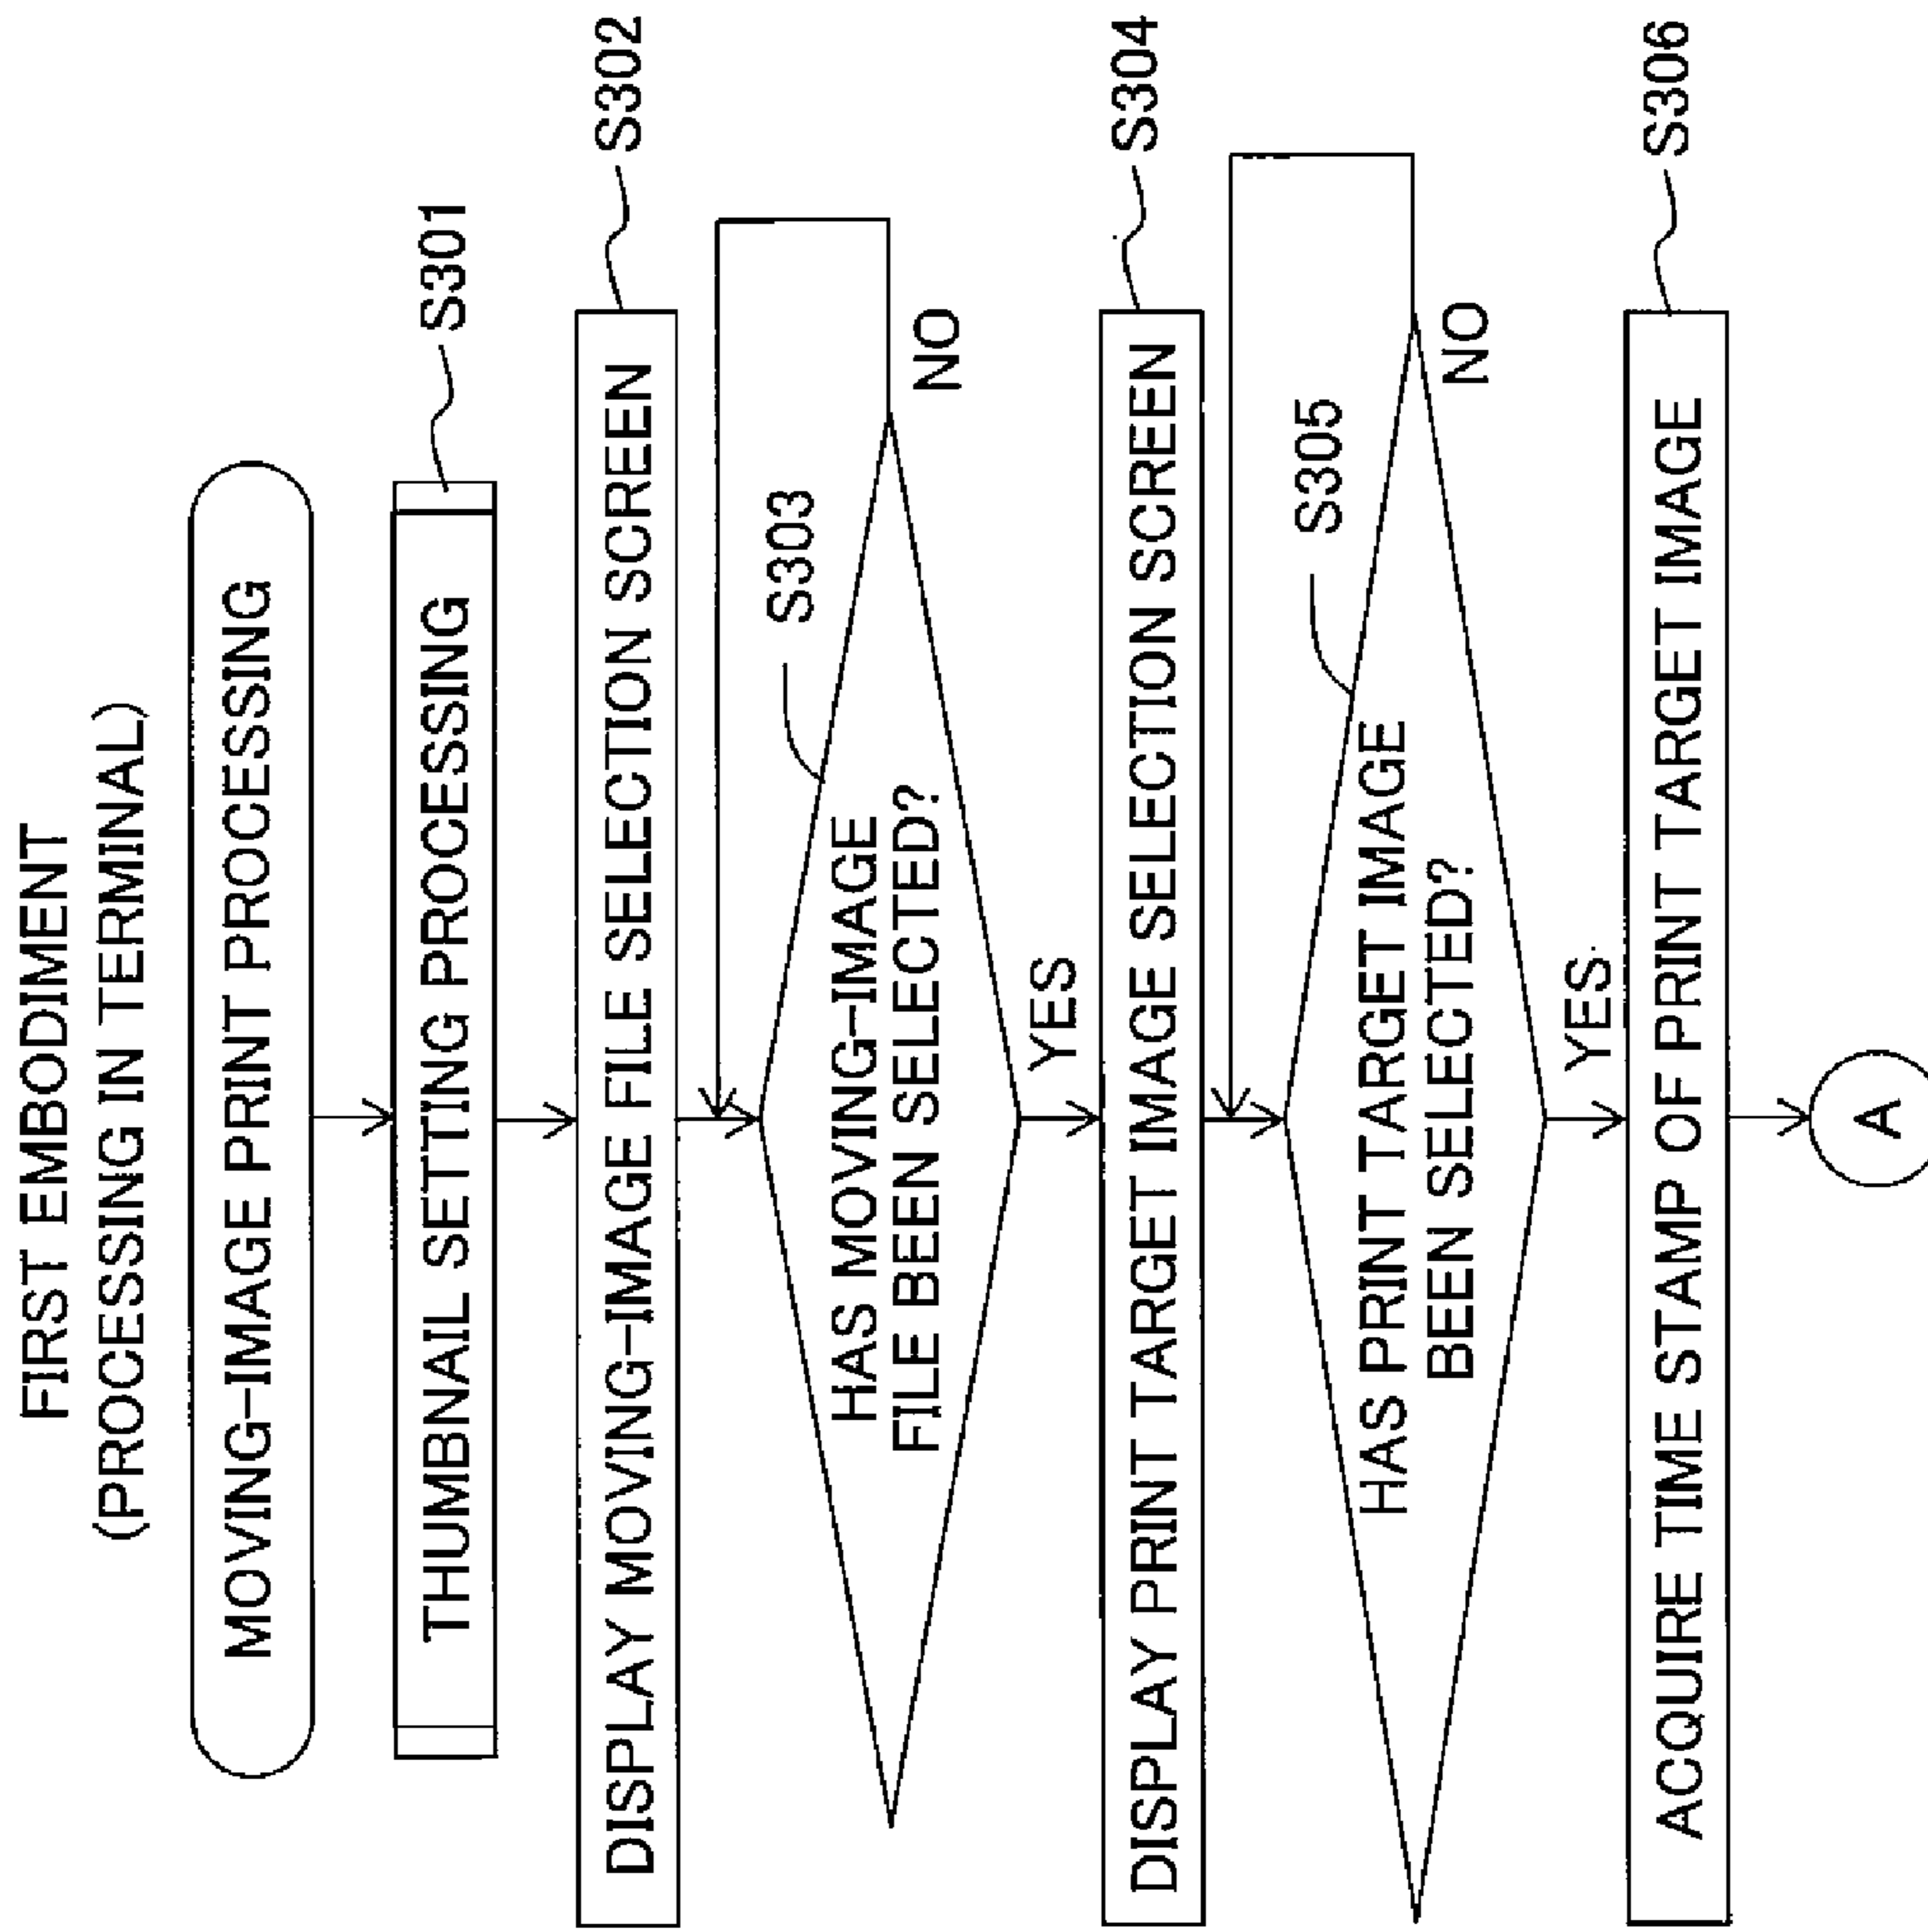 FIRST EMBODIMENT
(PROCESSING IN TERMINAL)
MOVING-IMAGE PRINT PROCESSING
THUMBNAIL SETTING PROCESSING
S301
DISPLAY MOVING-IMAGE FILE SELECTION SCREEN
S302
S303
HAS MOVING-IMAGE
FILE BEEN SELECTED?
NO
YES
DISPLAY PRINT TARGET IMAGE SELECTION SCREEN
S304
S305
HAS PRINT TARGET IMAGE
BEEN SELECTED?
NO
YES
ACQUIRE TIME STAMP OF PRINT TARGET IMAGE
S306
A